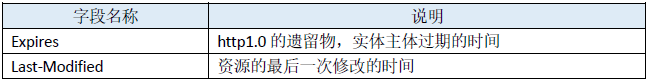 字段名称 说明
Expires http1.0 的遗留物，实体主体过期的时间
Last-Modified 资源的最后一次修改的时间